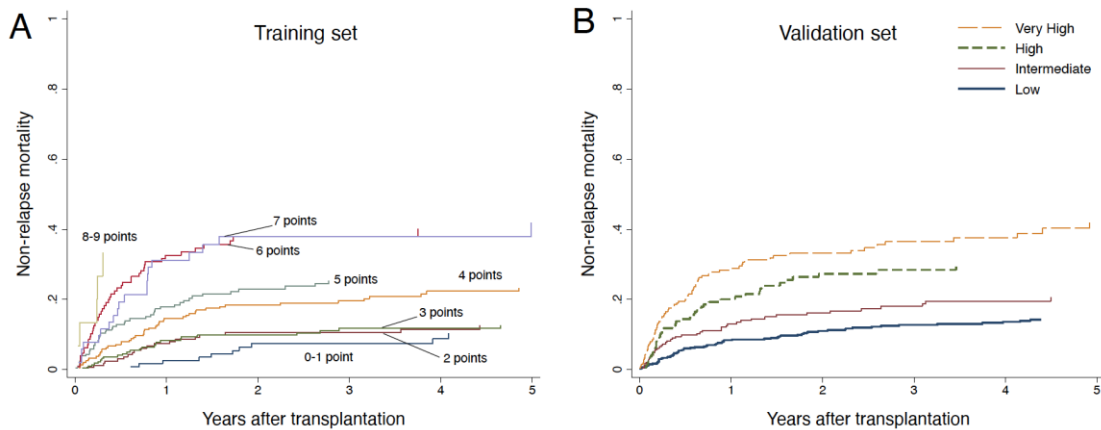 A
Training set
Non-relapse mortality
1
.8
.6
.4
.2
0
8-9 points
7 points
6 points
5 points
4 points
3 points
2 points
0-1 point
0 1 2 3 4 5
Years after transplantation
B
Validation set
Very High
High
Intermediate
Low
Non-relapse mortality
1
.8
.6
.4
.2
0
0 1 2 3 4 5
Years after transplantation